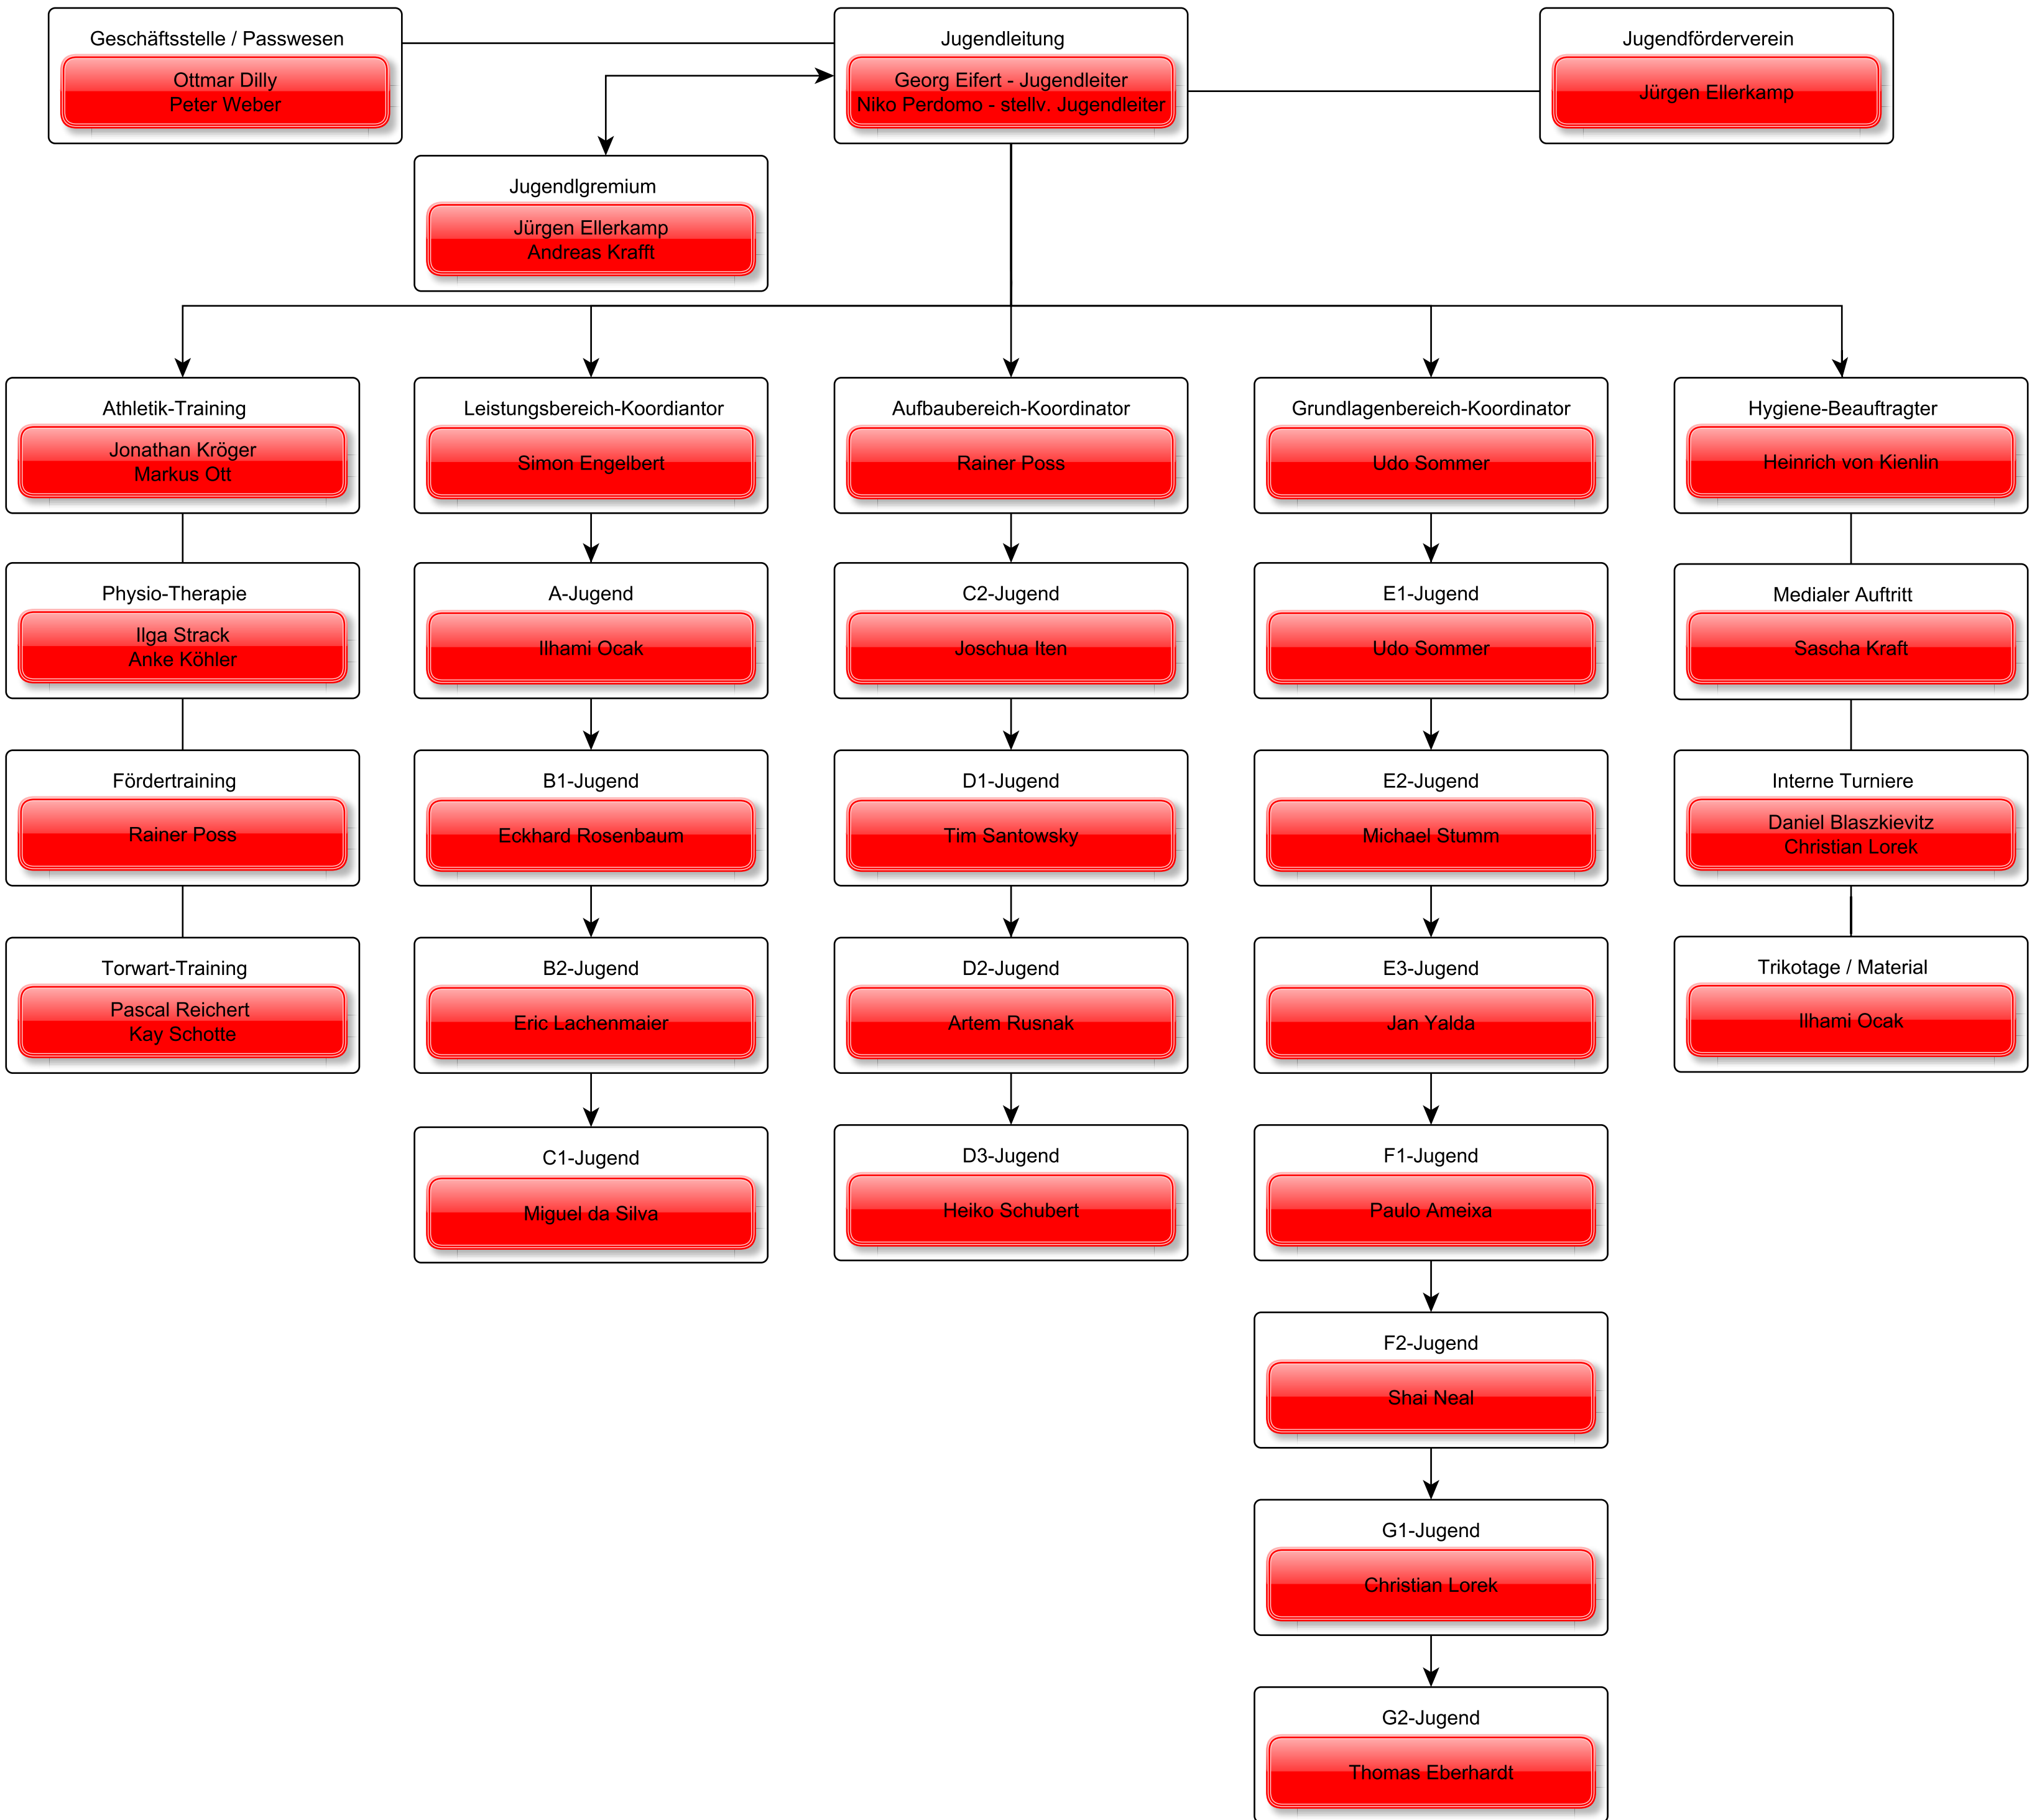 Geschäftsstelle / Passwesen
Ottmar Dilly
Peter Weber
Jugendleitung
Georg Eifert - Jugendleiter
Niko Perdomo - stellv. Jugendleiter
Jugendförderverein
Jürgen Ellerkamp
Jugendlgremium
Jürgen Ellerkamp
Andreas Krafft
Athletik-Training
Jonathan Kröger
Markus Ott
Leistungsbereich-Koordiantor
Simon Engelbert
Aufbaubereich-Koordinator
Rainer Poss
Grundlagenbereich-Koordinator
Udo Sommer
Hygiene-Beauftragter
Heinrich von Kienlin
Physio-Therapie
Ilga Strack
Anke Köhler
A-Jugend
Ilhami Ocak
C2-Jugend
Joschua Iten
E1-Jugend
Udo Sommer
Medialer Auftritt
Sascha Kraft
Fördertraining
Rainer Poss
B1-Jugend
Eckhard Rosenbaum
D1-Jugend
Tim Santowsky
E2-Jugend
Michael Stumm
Interne Turniere
Daniel Blaszkievitz
Christian Lorek
Torwart-Training
Pascal Reichert
Kay Schotte
B2-Jugend
Eric Lachenmaier
D2-Jugend
Artem Rusnak
E3-Jugend
Jan Yalda
Trikotage / Material
Ilhami Ocak
C1-Jugend
Miguel da Silva
D3-Jugend
Heiko Schubert
F1-Jugend
Paulo Ameixa
F2-Jugend
Shai Neal
G1-Jugend
Christian Lorek
G2-Jugend
Thomas Eberhardt